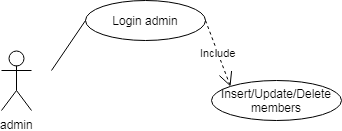 Login admin
Include
Insert/Update/Delete
members
admin